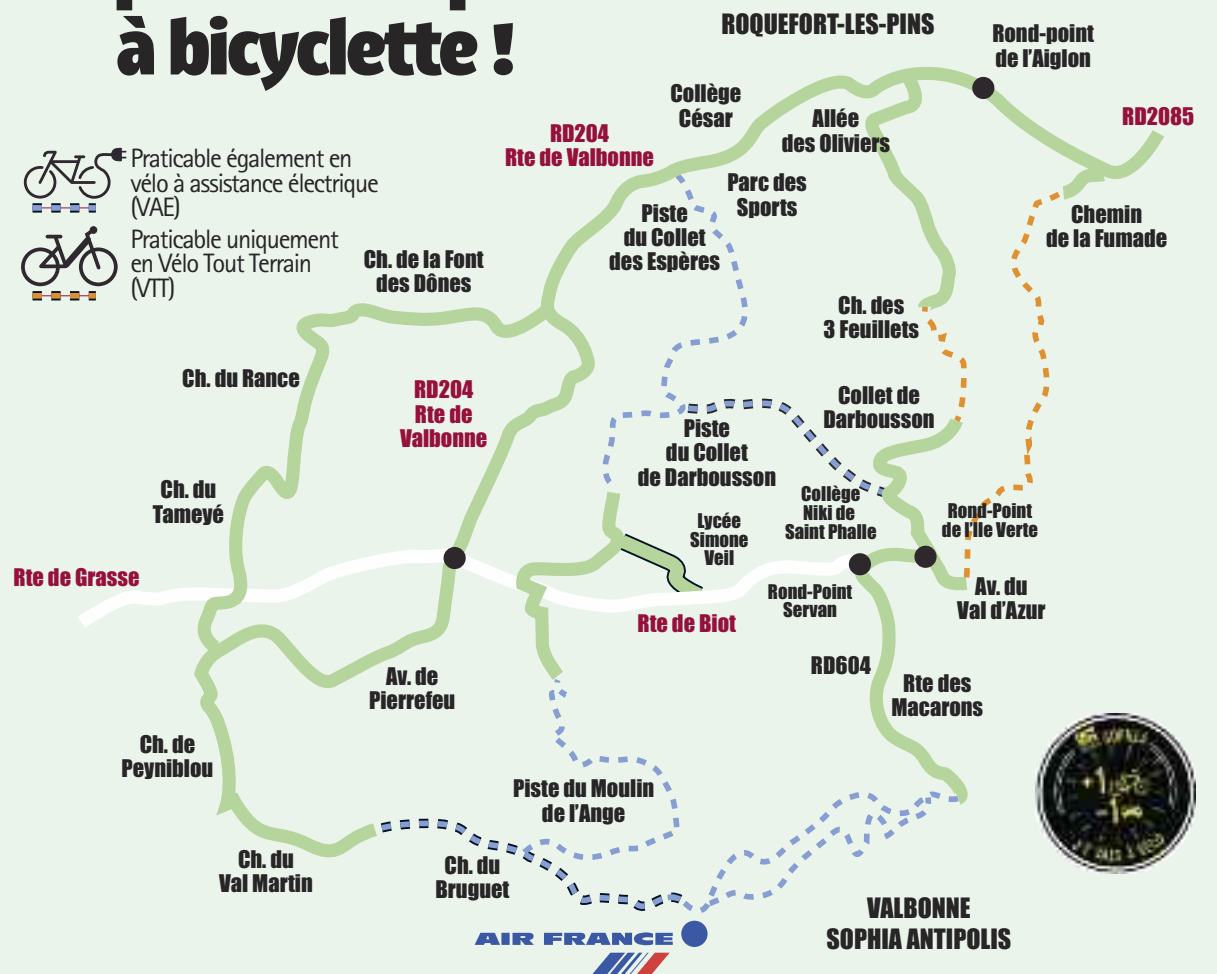 à bicyclette !
ROQUEFORT-LES-PINS
Rond-point
de l'Aiglon
Collège
César
Allée
des Oliviers
RD2085
RD204
Rte de Valbonne
Praticable également en
vélo à assistance électrique
(VAE)
Praticable uniquement
en Vélo Tout Terrain
(VTT)
Parc des
Sports
Piste
du Collet
des Espères
Chemin
de la Fumade
Ch. de la Font
des Dônes
Ch. des
3 Feuillets
Ch. du Rance
RD204
Rte de
Valbonne
Collet de
Darbousson
Piste
du Collet
de Darbousson
Ch. du
Tameyé
Collège
Niki de
Saint Phalle
Rond-Point
de l'Ile Verte
Lycée
Simone
Veil
Rte de Grasse
Rond-Point
Servan
Av. du
Val d'Azur
Rte de Biot
RD604
Av. de
Pierrefeu
Rte des
Macarons
Ch. de
Peyniblou
Piste du Moulin
de l'Ange
Ch. du
Val Martin
Ch. du
Bruguet
VALBONNE
SOPHIA ANTIPOLIS
AIR FRANCE